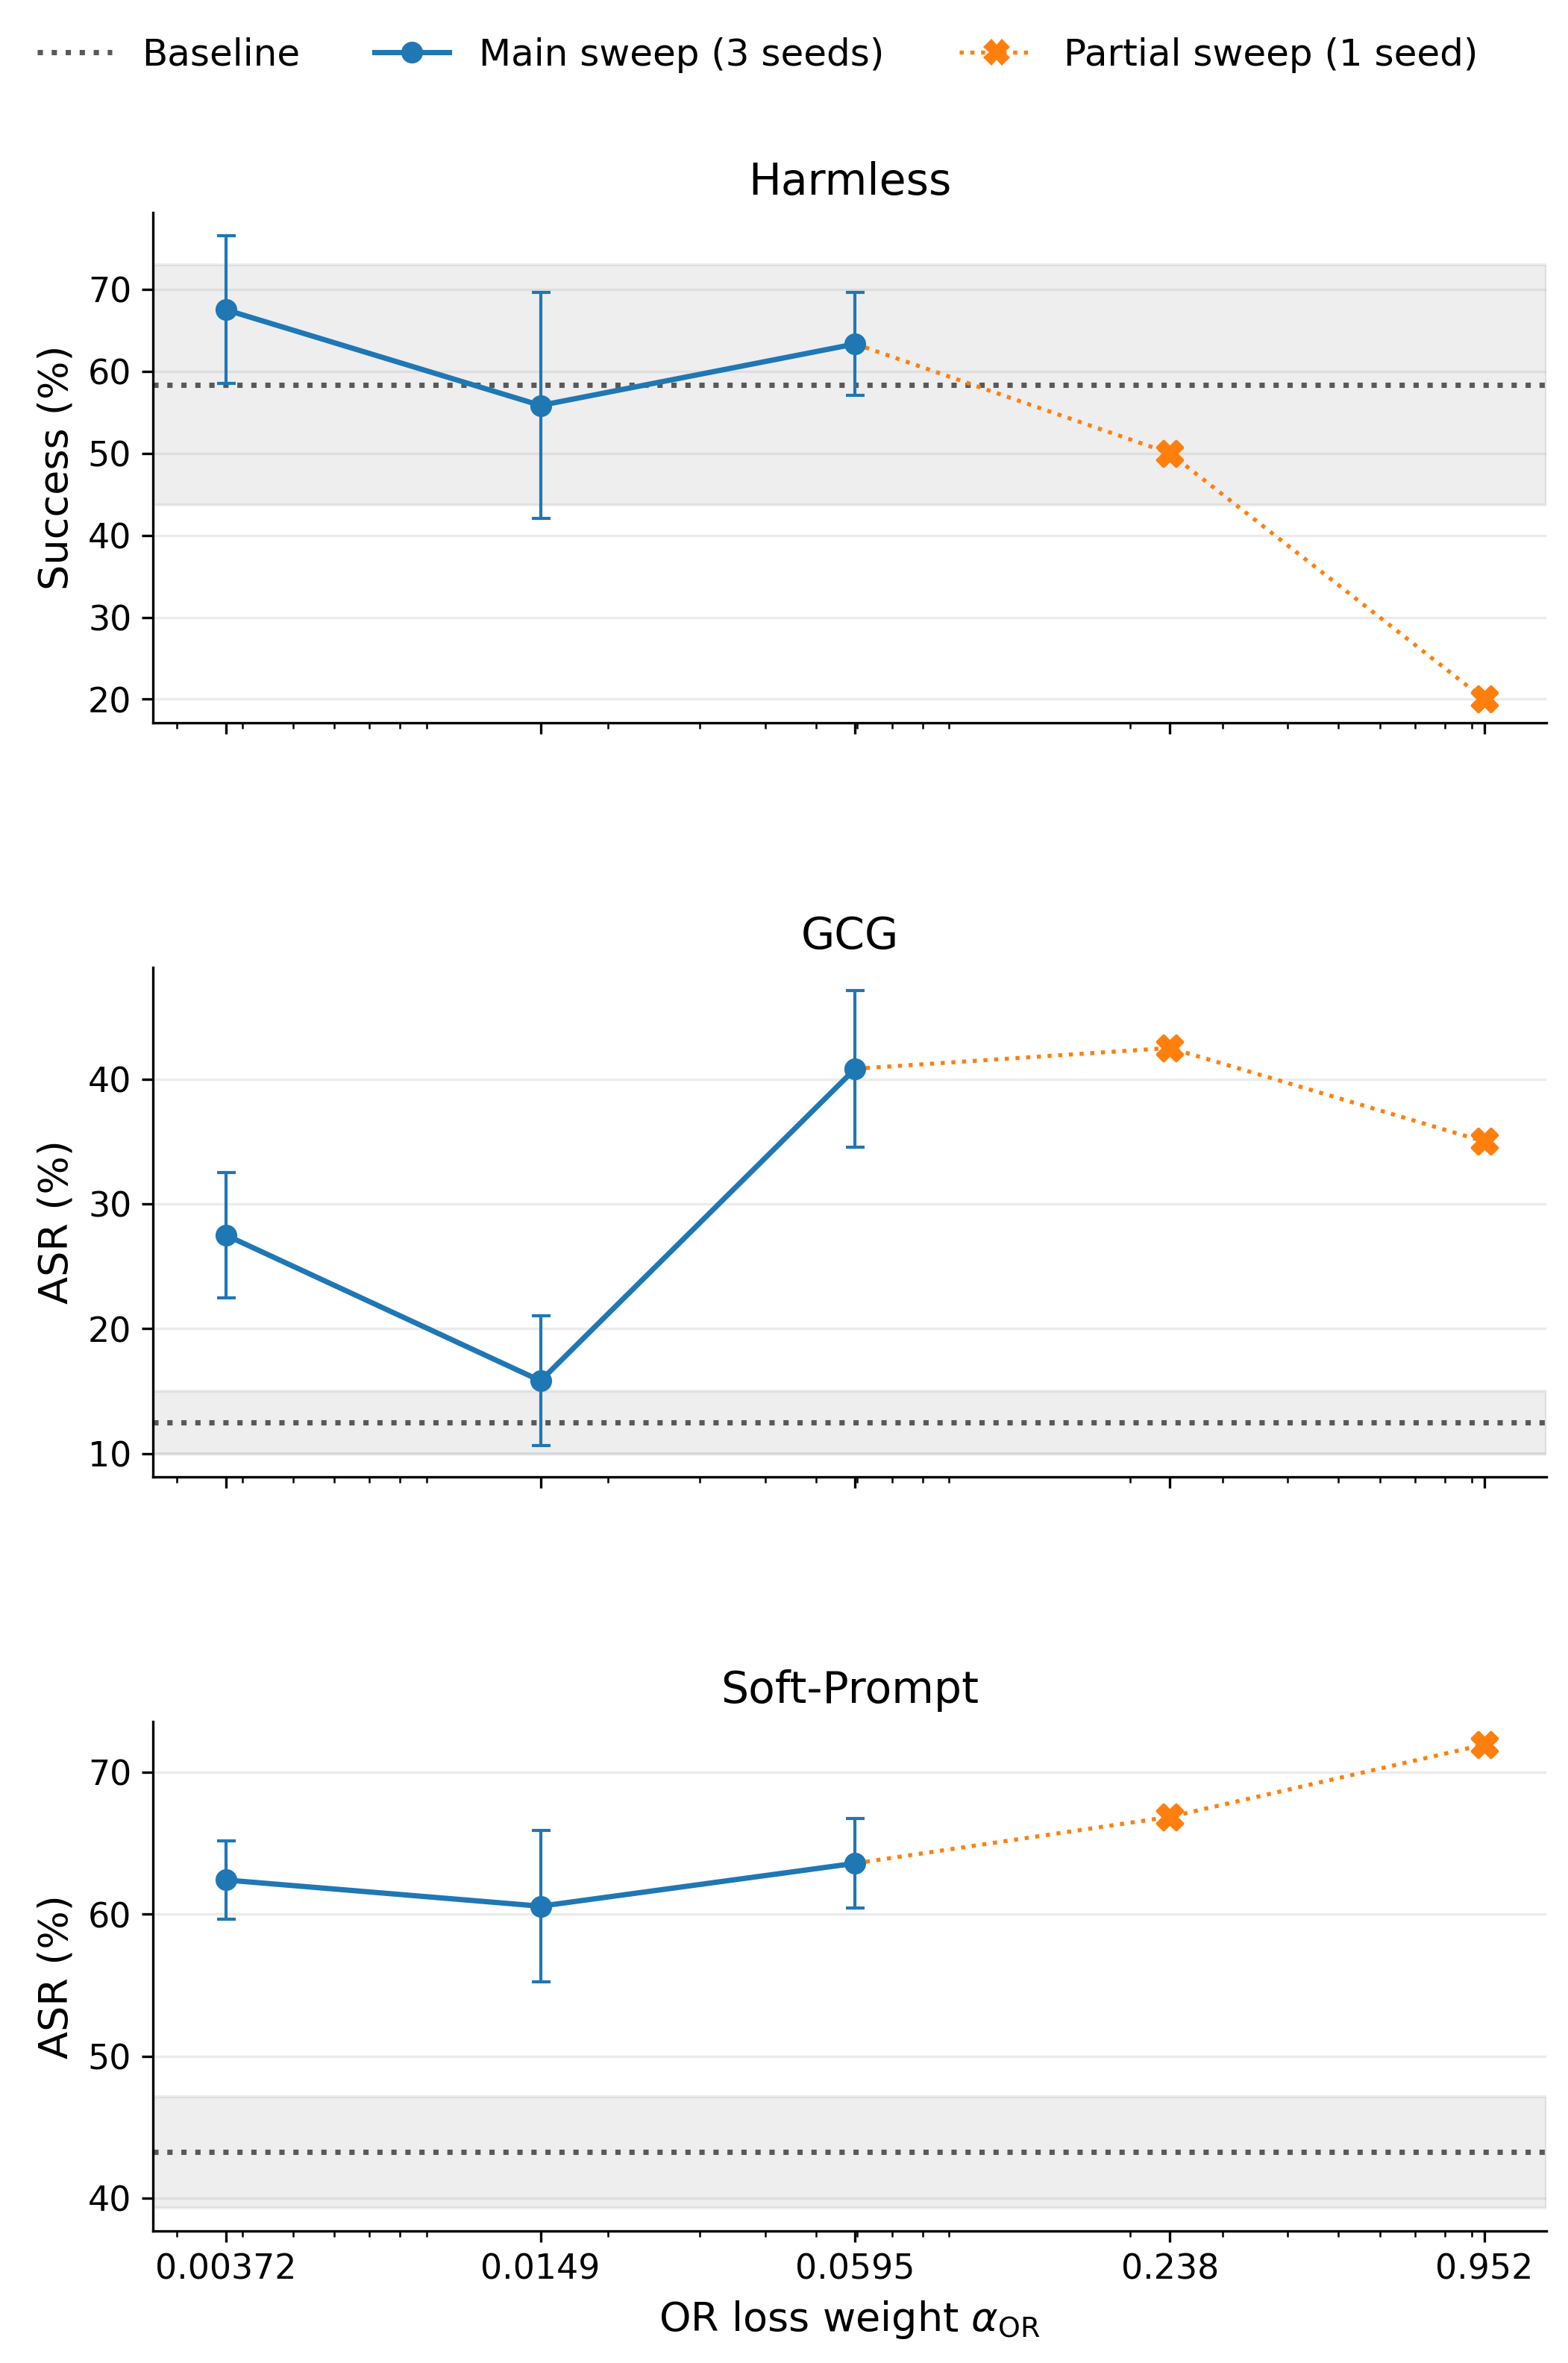 Baseline Main sweep (3 seeds) Partial sweep (1 seed)
Harmless
Success (%)
70
60
50
40
30
20
GCG
ASR (%)
40
30
20
10
Soft-Prompt
ASR (%)
70
60
50
40
0.00372 0.0149 0.0595 0.238 0.952
OR loss weight α_OR